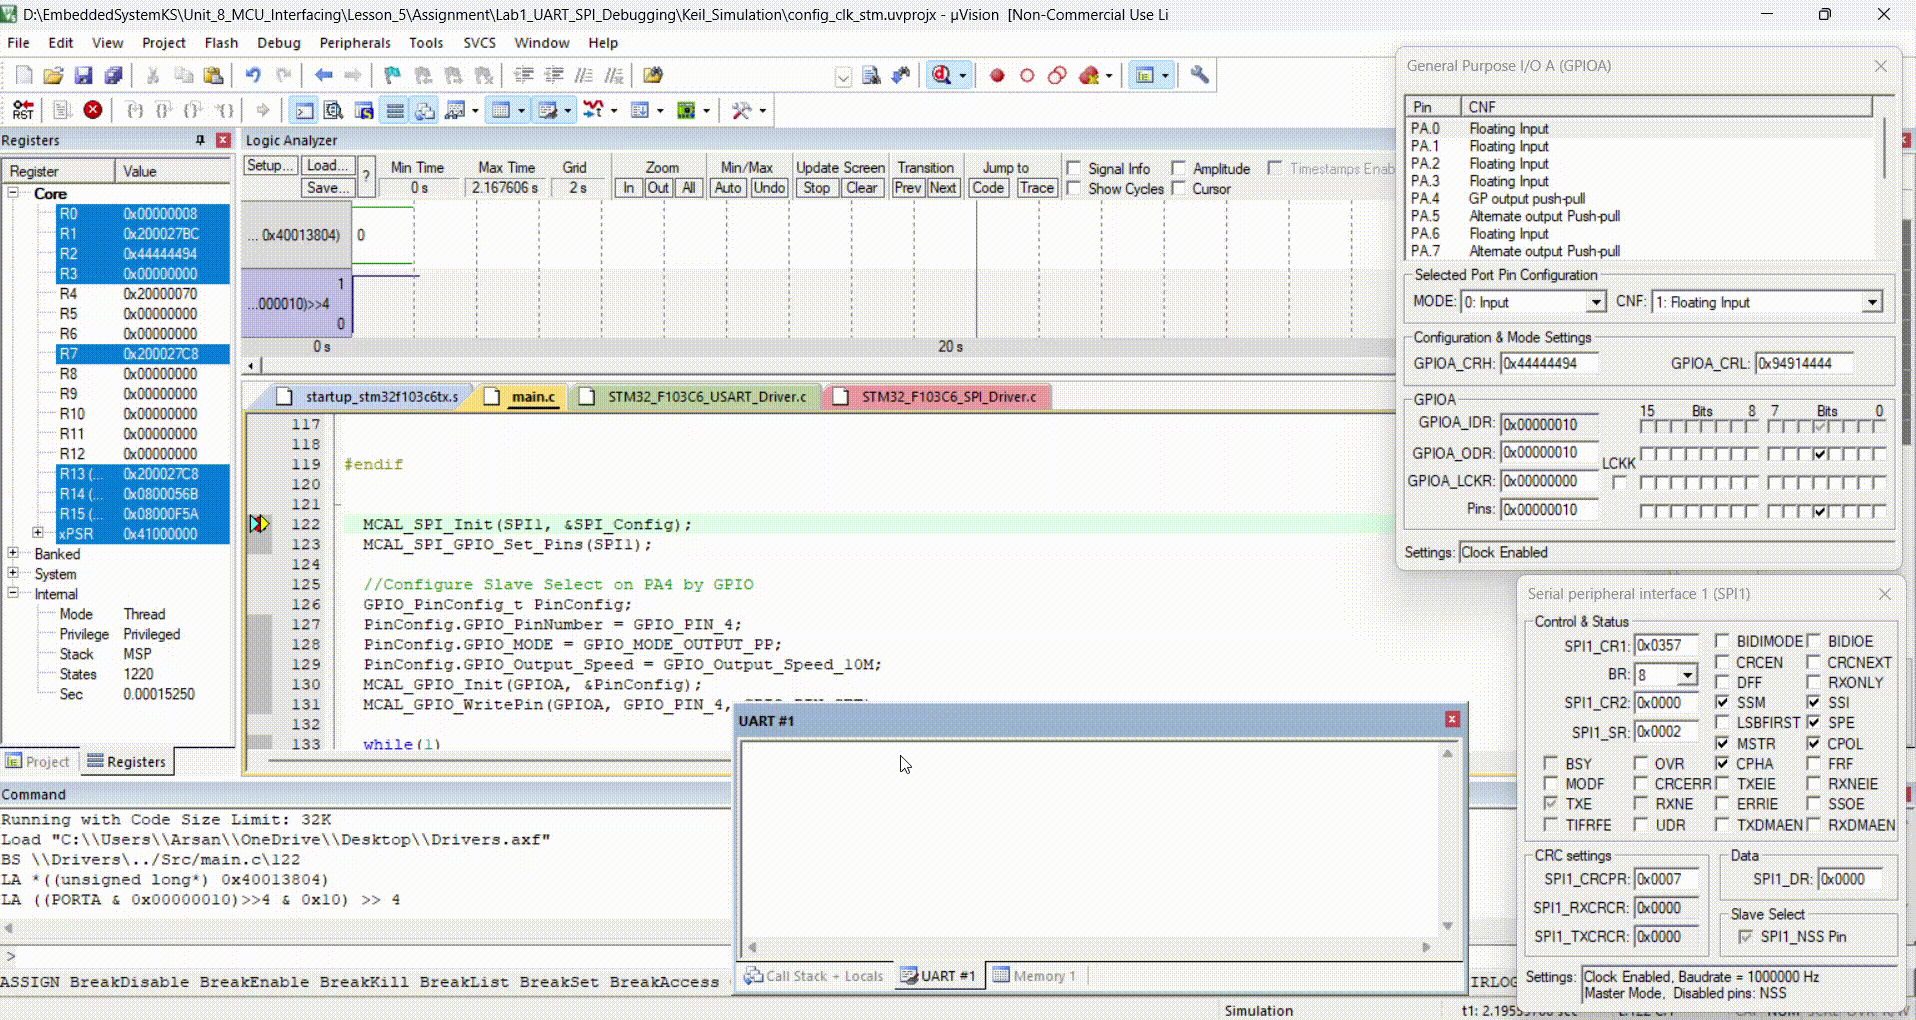 D:\EmbeddedSystemKS\Unit_8_MCU_Interfacing\Lesson_5\Assignment\Lab1_UART_SPI_Debugging\Keil_Simulation\config_clk_stm.uvprojx - µVision [Non-Commercial Use Li
File Edit View Project Flash Debug Peripherals Tools SVCS Window Help
RST
Registers
Register Value
Core
R0 0x00000008
R1 0x200027BC
R2 0x44444494
R3 0x00000000
R4 0x20000070
R5 0x00000000
R6 0x00000000
R7 0x200027C8
R8 0x00000000
R9 0x00000000
R10 0x00000000
R11 0x00000000
R12 0x00000000
R13 (... 0x200027C8
R14 (... 0x0800056B
R15 (... 0x08000F5A
xPSR 0x41000000
Banked
System
Internal
Mode Thread
Privilege Privileged
Stack MSP
States 1220
Sec 0.00015250
Project Registers
Logic Analyzer
Setup... Load... Save... ?
Min Time Max Time Grid Zoom Min/Max Update Screen Transition Jump to
0 s 2.167606 s 2 s In Out All Auto Undo Stop Clear Prev Next Code Trace
Signal Info Amplitude Timestamps Enab
Show Cycles Cursor
... 0x40013804) 0
1
...000010)>>4
0
0 s 20 s
startup_stm32f103c6tx.s main.c STM32_F103C6_USART_Driver.c STM32_F103C6_SPI_Driver.c
117
118
119 #endif
120
121
122 MCAL_SPI_Init(SPI1, &SPI_Config);
123 MCAL_SPI_GPIO_Set_Pins(SPI1);
124
125 //Configure Slave Select on PA4 by GPIO
126 GPIO_PinConfig_t PinConfig;
127 PinConfig.GPIO_PinNumber = GPIO_PIN_4;
128 PinConfig.GPIO_MODE = GPIO_MODE_OUTPUT_PP;
129 PinConfig.GPIO_Output_Speed = GPIO_Output_Speed_10M;
130 MCAL_GPIO_Init(GPIOA, &PinConfig);
131 MCAL_GPIO_WritePin(GPIOA, GPIO_PIN_4,
132
133 while(1)
UART #1
Call Stack + Locals UART #1 Memory 1
Command
Running with Code Size Limit: 32K
Load "C:\\Users\\Arsan\\OneDrive\\Desktop\\Drivers.axf"
BS \\Drivers\../Src/main.c\122
LA *((unsigned long*) 0x40013804)
LA ((PORTA & 0x00000010)>>4 & 0x10) >> 4
>
ASSIGN BreakDisable BreakEnable BreakKill BreakList BreakSet BreakAccess
IRLOG
Simulation
General Purpose I/O A (GPIOA)
Pin CNF
PA.0 Floating Input
PA.1 Floating Input
PA.2 Floating Input
PA.3 Floating Input
PA.4 GP output push-pull
PA.5 Alternate output Push-pull
PA.6 Floating Input
PA.7 Alternate output Push-pull
Selected Port Pin Configuration
MODE: 0: Input CNF: 1: Floating Input
Configuration & Mode Settings
GPIOA_CRH: 0x44444494 GPIOA_CRL: 0x94914444
GPIOA
15 Bits 8 7 Bits 0
GPIOA_IDR: 0x00000010
GPIOA_ODR: 0x00000010
LCKK
GPIOA_LCKR: 0x00000000
Pins: 0x00000010
Settings: Clock Enabled
Serial peripheral interface 1 (SPI1)
Control & Status
SPI1_CR1: 0x0357 BIDIMODE BIDIOE
CRCEN CRCNEXT
BR: 8 DFF RXONLY
SPI1_CR2: 0x0000 SSM SSI
LSBFIRST SPE
SPI1_SR: 0x0002 MSTR CPOL
BSY OVR CPHA FRF
MODF CRCERR TXEIE RXNEIE
TXE RXNE ERRIE SSOE
TIFRFE UDR TXDMAEN RXDMAEN
CRC settings Data
SPI1_CRCPR: 0x0007 SPI1_DR: 0x0000
SPI1_RXCRCR: 0x0000 Slave Select
SPI1_TXCRCR: 0x0000 SPI1_NSS Pin
Settings: Clock Enabled, Baudrate = 1000000 Hz
Master Mode, Disabled pins: NSS